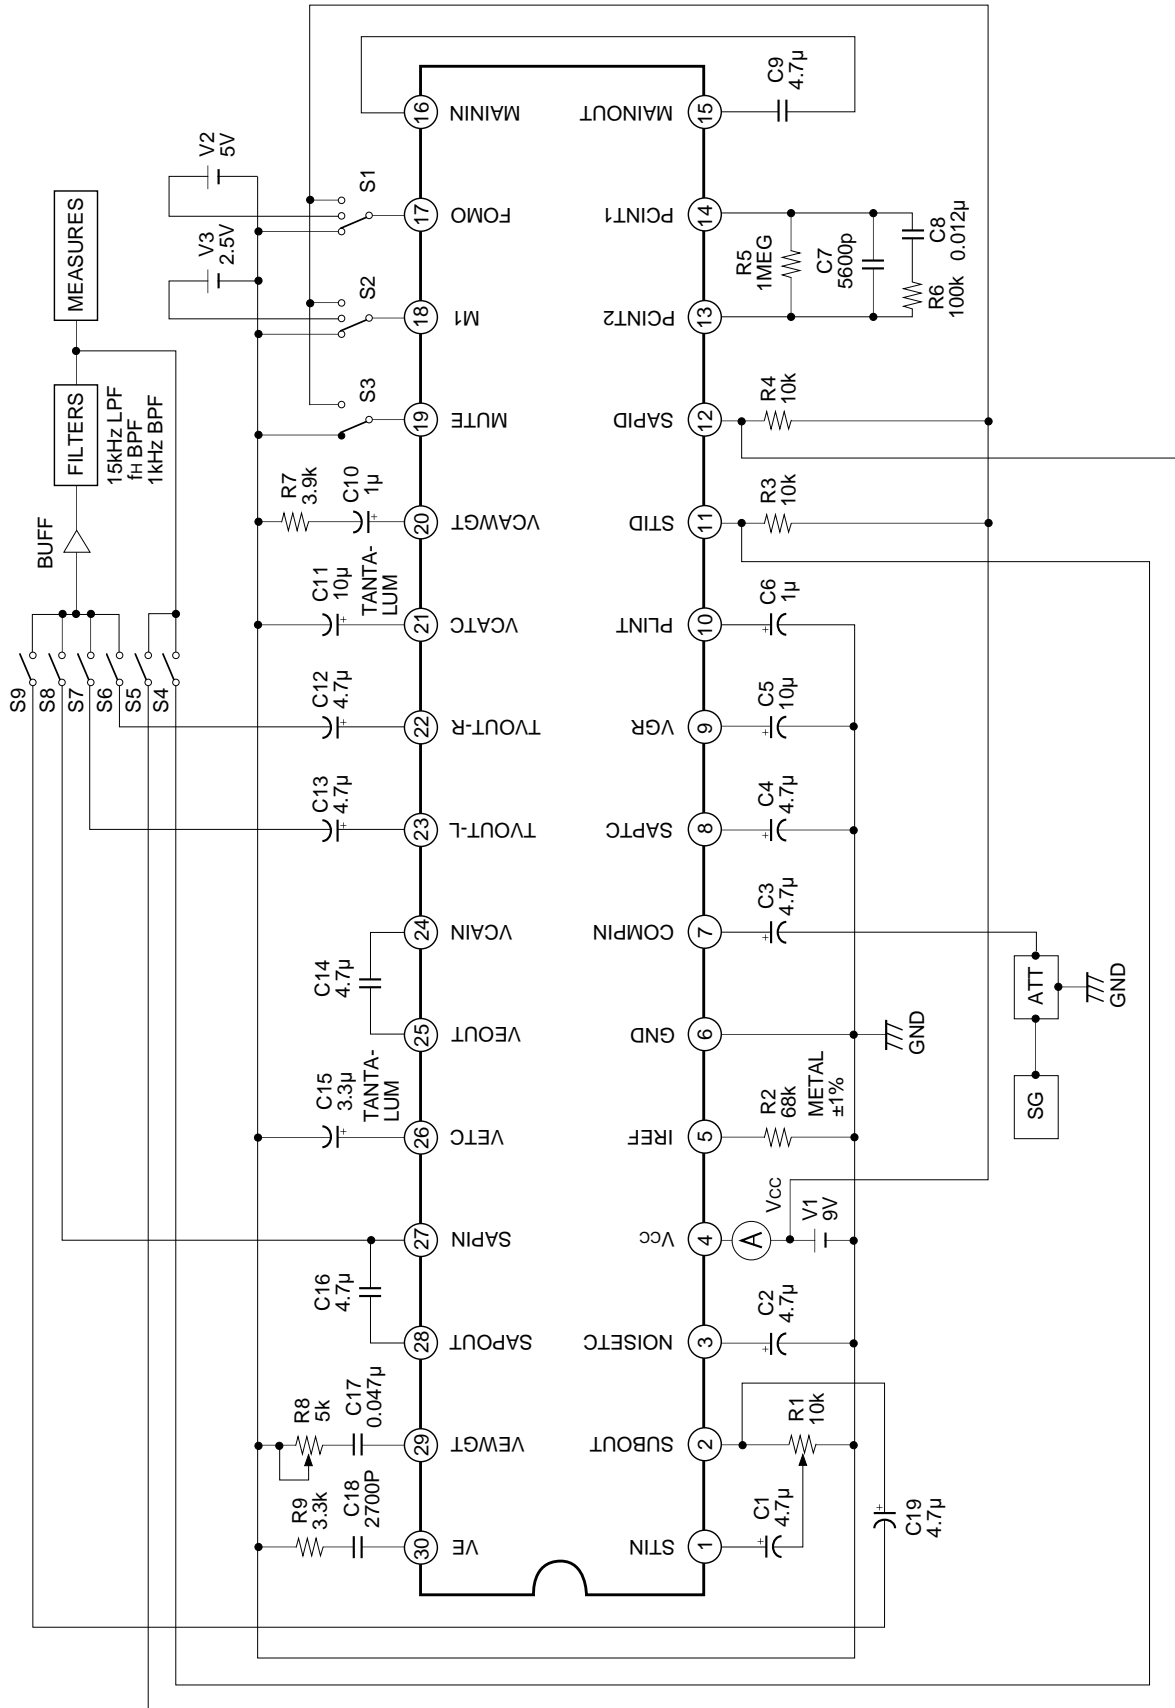 S9
S8
S7
S6
S5
S4
BUFF
FILTERS
15kHz LPF
fH BPF
1kHz BPF
MEASURES
R9
3.3k
C18
2700P
R8
5k
C17
0.047μ
C16
4.7μ
C15
3.3μ
TANTA-
LUM
C14
4.7μ
C13
4.7μ
C12
4.7μ
C11
10μ
TANTA-
LUM
R7
3.9k
C10
1μ
S3
S2
S1
V3
2.5V
V2
5V
30
29
28
27
26
25
24
23
22
21
20
19
18
17
16
VE
VEWGT
SAPOUT
SAPIN
VETC
VEOUT
VCAIN
TVOUT-L
TVOUT-R
VCATC
VCAWGT
MUTE
M1
FOMO
MAININ
STIN
SUBOUT
NOISETC
VCC
IREF
GND
COMPIN
SAPTC
VGR
PLINT
STID
SAPID
PCINT2
PCINT1
MAINOUT
1
2
3
4
5
6
7
8
9
10
11
12
13
14
15
C1
4.7μ
R1
10k
C19
4.7μ
C2
4.7μ
A
VCC
V1
9V
R2
68k
METAL
±1%
GND
C3
4.7μ
SG
ATT
GND
C4
4.7μ
C5
10μ
C6
1μ
R3
10k
R4
10k
R5
1MEG
C7
5600p
R6
100k
C8
0.012μ
C9
4.7μ